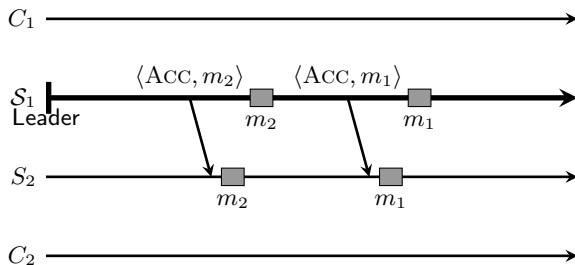 C₁
⟨Acc, m₂⟩ ⟨Acc, m₁⟩
𝒮₁
Leader
m₂ m₁
S₂
m₂ m₁
C₂